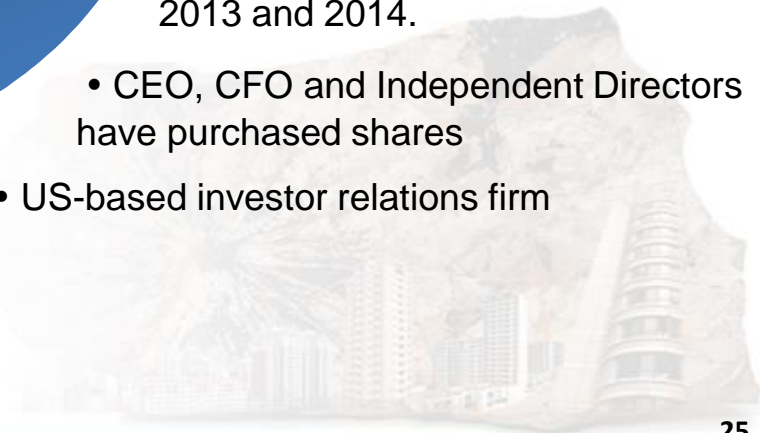 2013 and 2014.
• CEO, CFO and Independent Directors
have purchased shares
• US-based investor relations firm
25